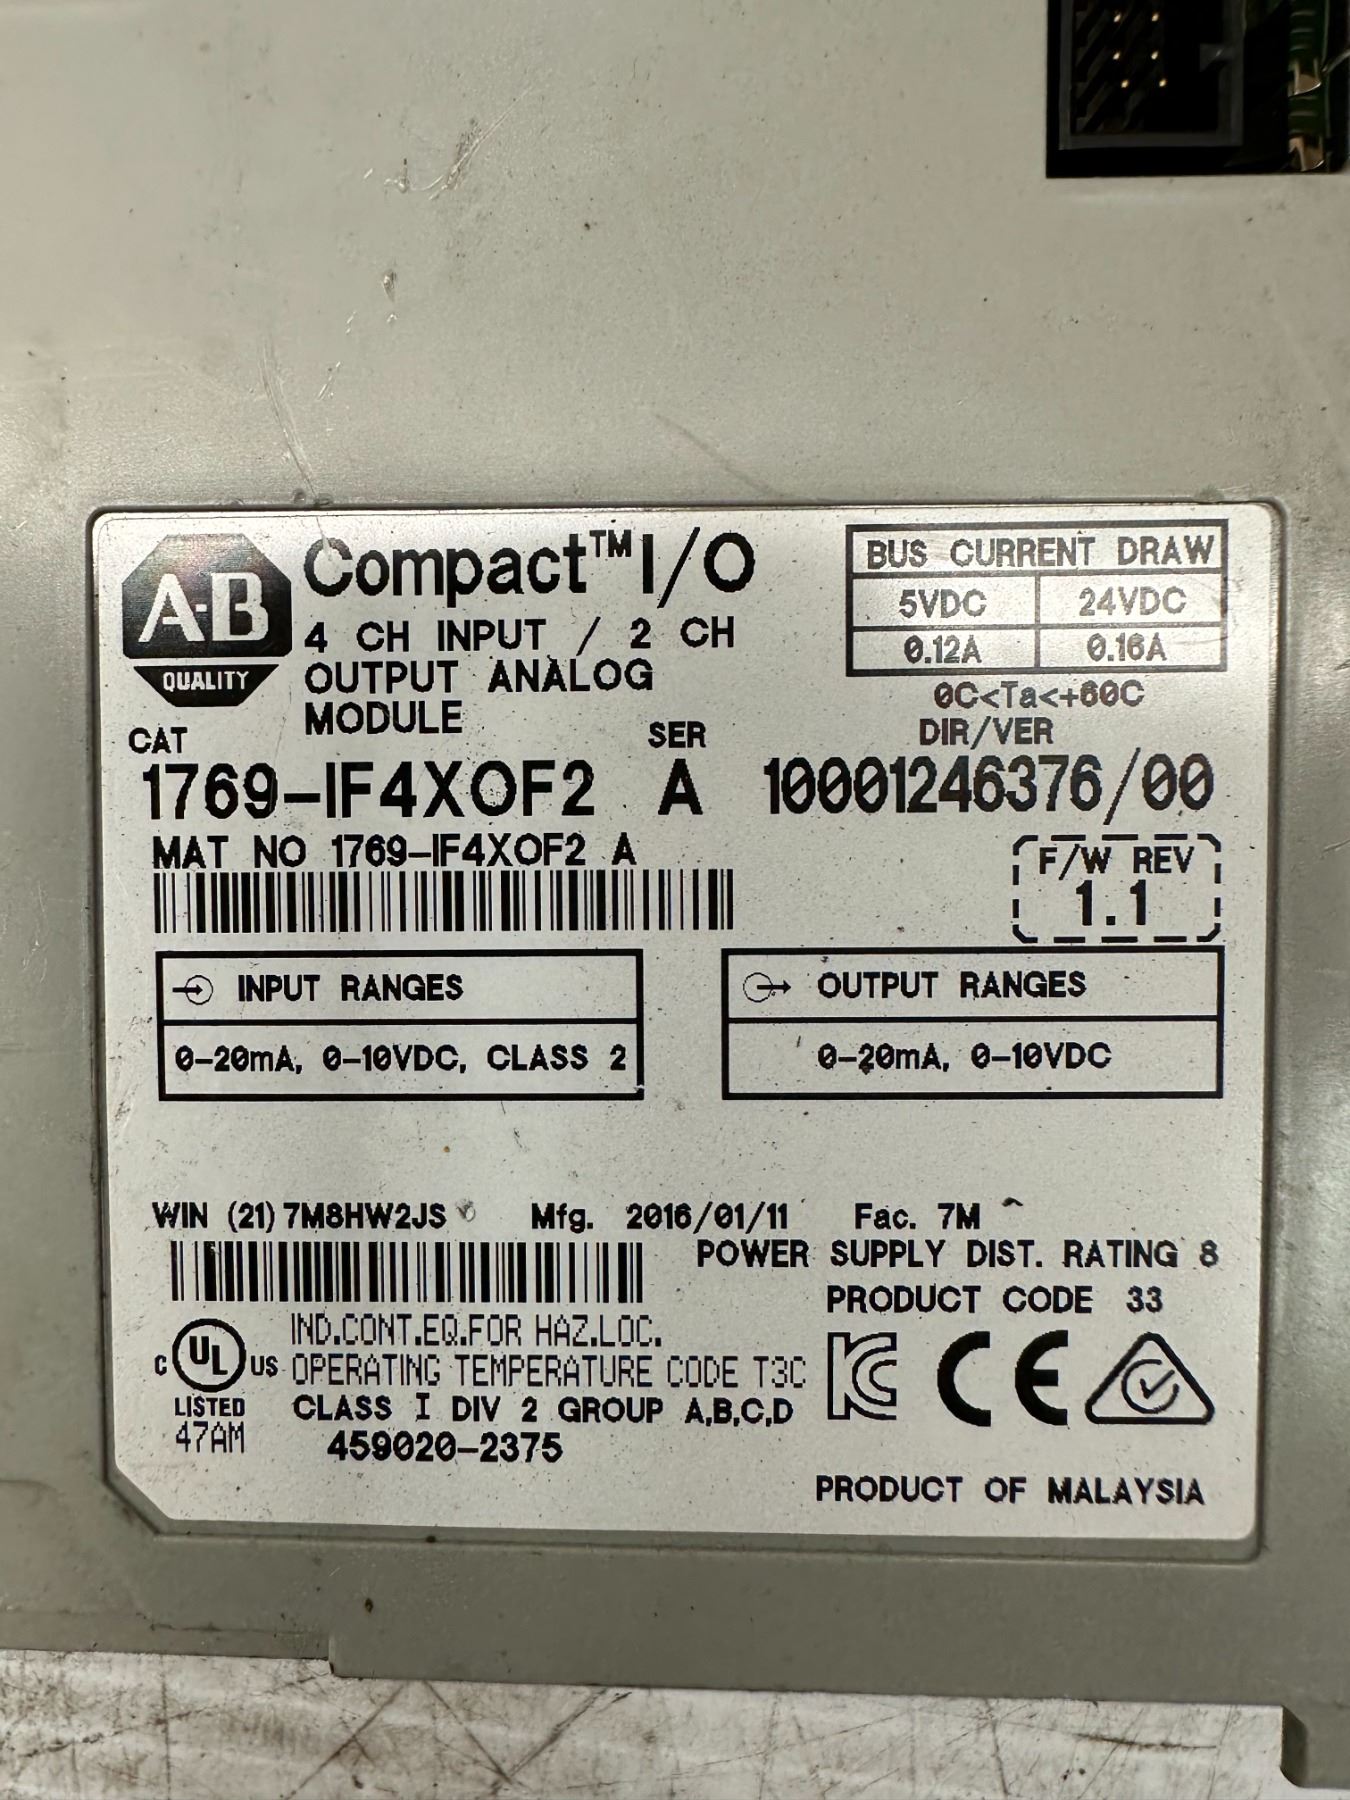 A-B
QUALITY
Compact™ I/O
4 CH INPUT / 2 CH
OUTPUT ANALOG
MODULE
BUS CURRENT DRAW
5VDC 24VDC
0.12A 0.16A
0C<Ta<+60C
CAT SER DIR/VER
1769-IF4XOF2 A 10001246376/00
MAT NO 1769-IF4XOF2 A
F/W REV
1.1
INPUT RANGES
0-20mA, 0-10VDC, CLASS 2
OUTPUT RANGES
0-20mA, 0-10VDC
WIN (21) 7M8HW2JS Mfg. 2016/01/11 Fac. 7M
POWER SUPPLY DIST. RATING 8
PRODUCT CODE 33
C UL US
LISTED
47AM
IND.CONT.EQ.FOR HAZ.LOC.
OPERATING TEMPERATURE CODE T3C
CLASS I DIV 2 GROUP A,B,C,D
459020-2375
KC CE
PRODUCT OF MALAYSIA